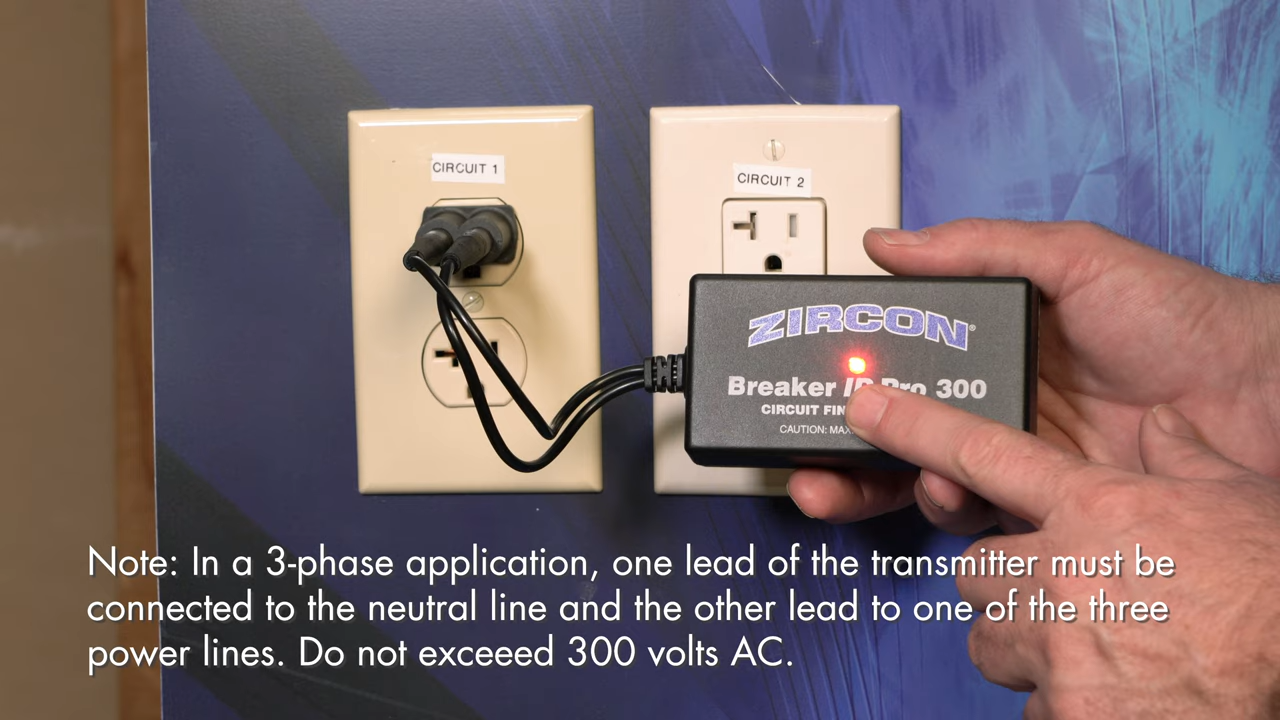 CIRCUIT 1
CIRCUIT 2
ZIRCON®
Breaker Pro 300
CIRCUIT
CAUTION:
Note: In a 3-phase application, one lead of the transmitter must be
connected to the neutral line and the other lead to one of the three
power lines. Do not exceeed 300 volts AC.